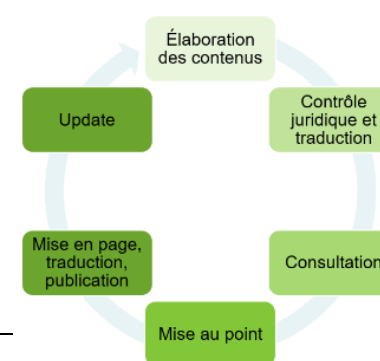 Élaboration
des contenus
Contrôle
juridique et
traduction
Consultation
Mise au point
Mise en page,
traduction,
publication
Update